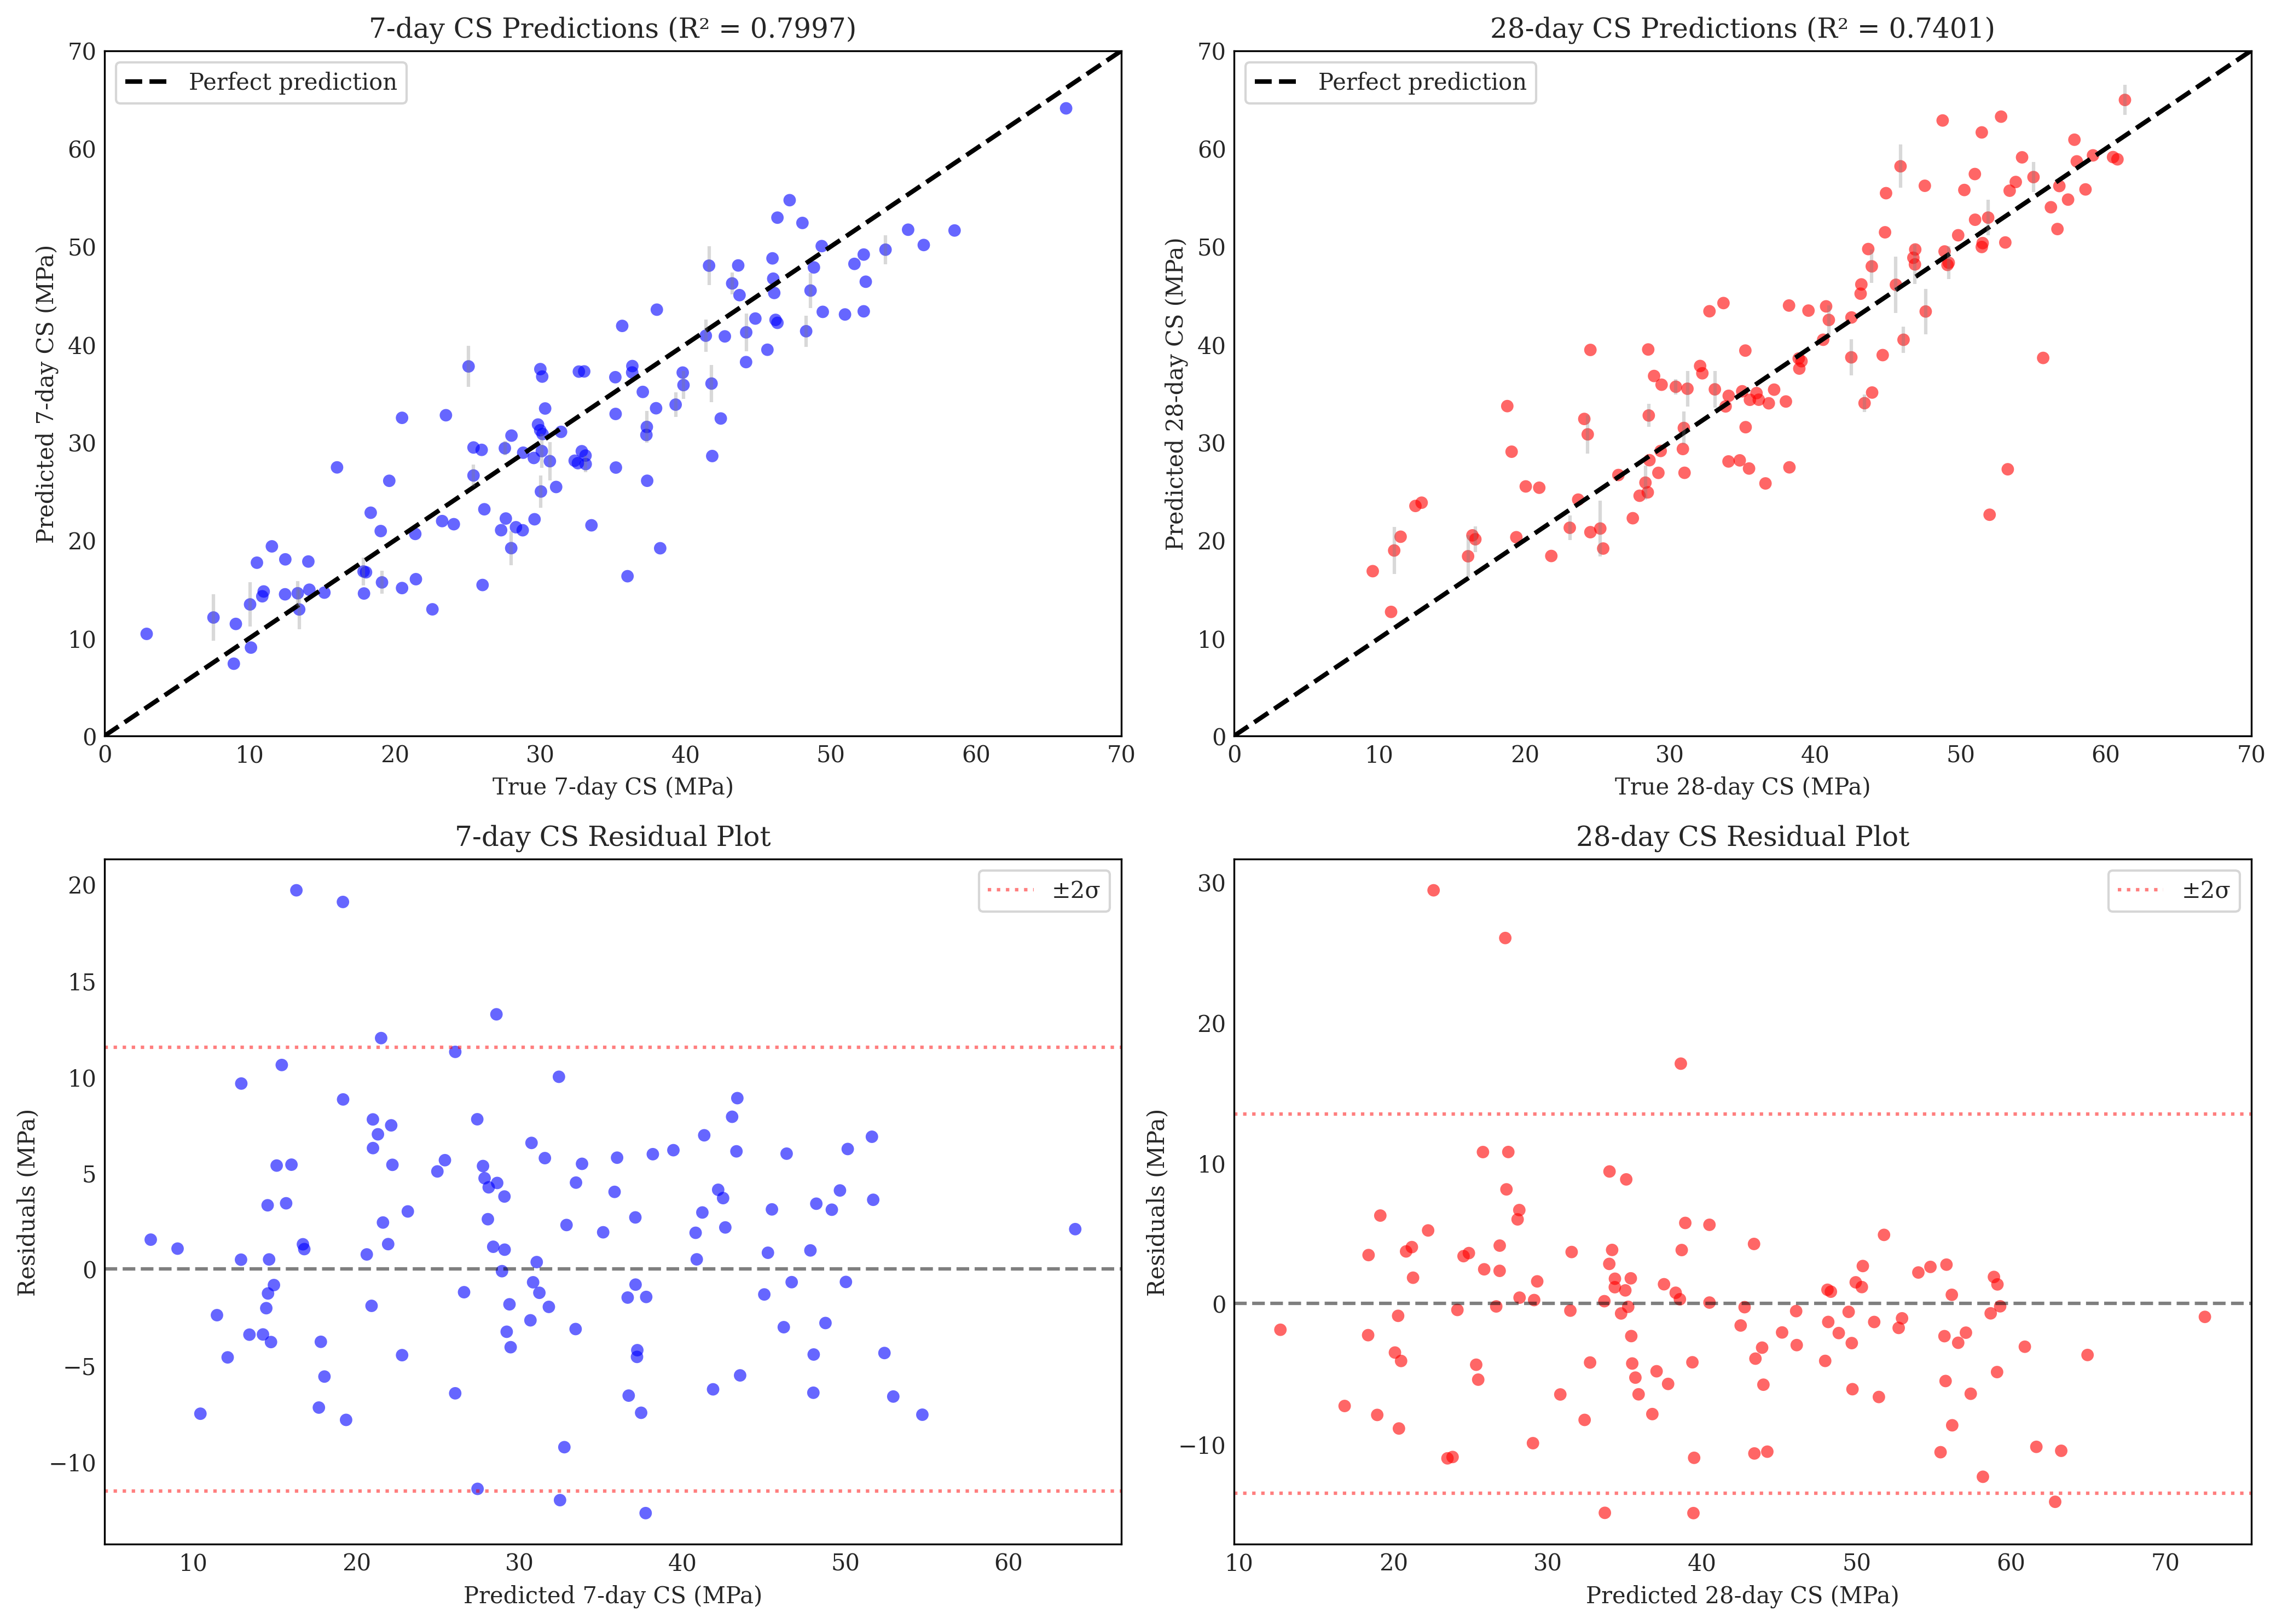 7-day CS Predictions (R² = 0.7997)
Perfect prediction
Predicted 7-day CS (MPa)
70
60
50
40
30
20
10
0
0 10 20 30 40 50 60 70
True 7-day CS (MPa)
28-day CS Predictions (R² = 0.7401)
Perfect prediction
Predicted 28-day CS (MPa)
70
60
50
40
30
20
10
0
0 10 20 30 40 50 60 70
True 28-day CS (MPa)
7-day CS Residual Plot
±2σ
Residuals (MPa)
20
15
10
5
0
−5
−10
10 20 30 40 50 60
Predicted 7-day CS (MPa)
28-day CS Residual Plot
±2σ
Residuals (MPa)
30
20
10
0
−10
10 20 30 40 50 60 70
Predicted 28-day CS (MPa)